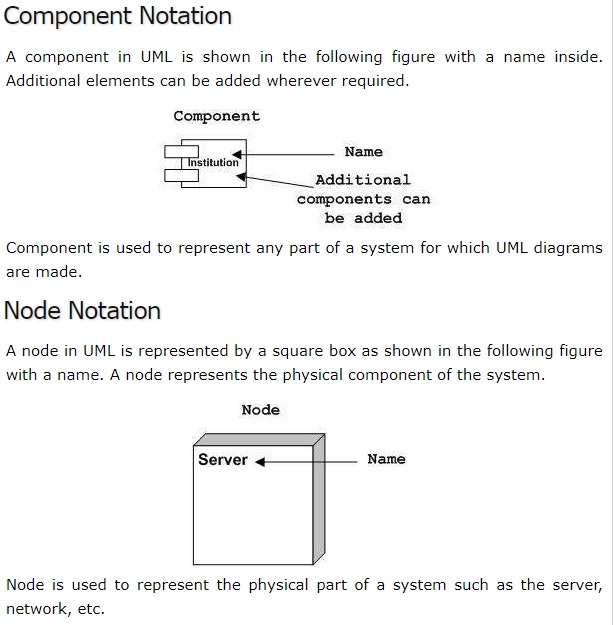 Component Notation
A component in UML is shown in the following figure with a name inside.
Additional elements can be added wherever required.
Component
Institution
Name
Additional
components can
be added
Component is used to represent any part of a system for which UML diagrams
are made.
Node Notation
A node in UML is represented by a square box as shown in the following figure
with a name. A node represents the physical component of the system.
Node
Server
Name
Node is used to represent the physical part of a system such as the server,
network, etc.